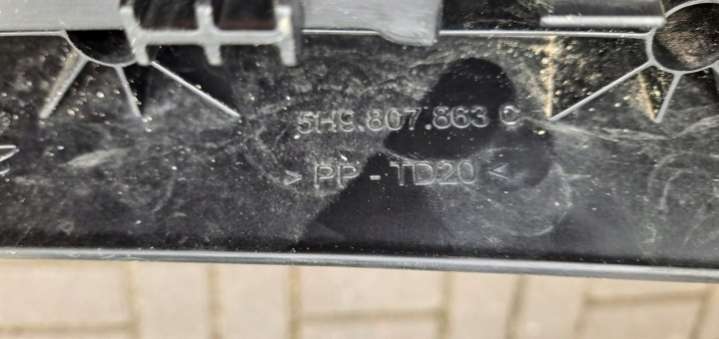 5H9.807.863 C
> PP - TD20 <